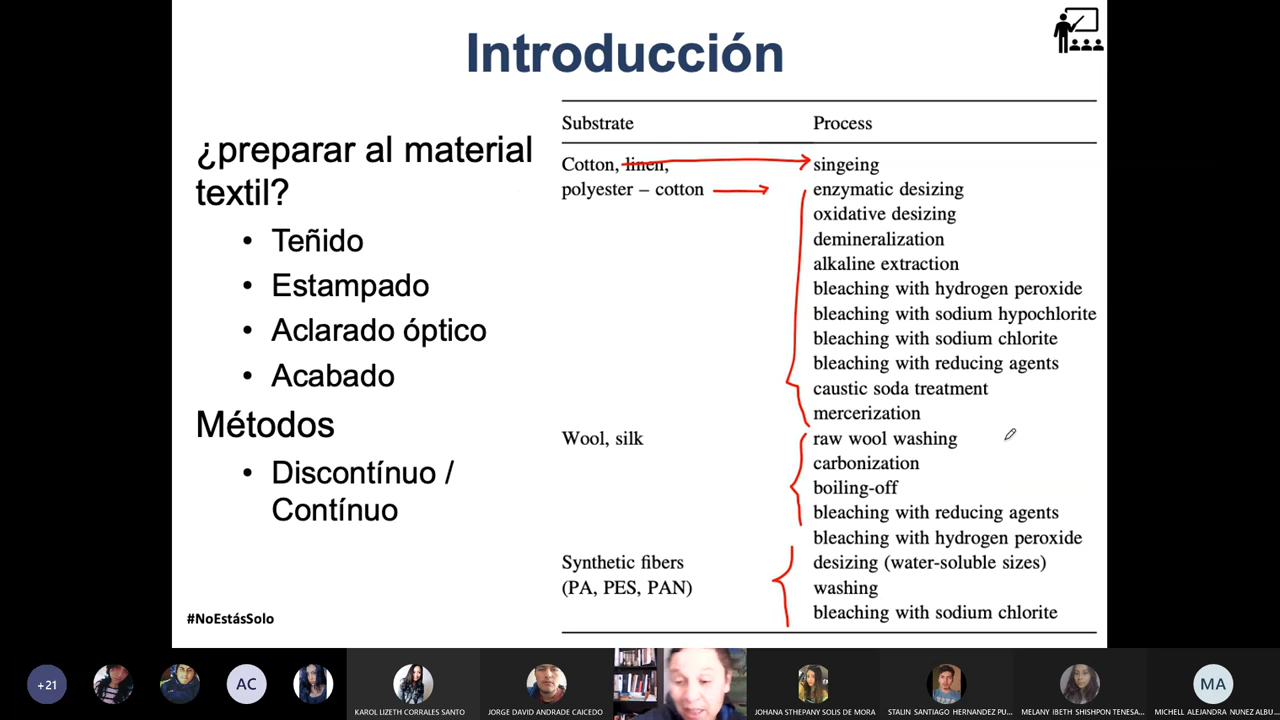 Introducción
¿preparar al material
textil?
• Teñido
• Estampado
• Aclarado óptico
• Acabado
Métodos
• Discontínuo /
Contínuo
#NoEstásSolo
Substrate Process
Cotton, linen, singeing
polyester – cotton enzymatic desizing
oxidative desizing
demineralization
alkaline extraction
bleaching with hydrogen peroxide
bleaching with sodium hypochlorite
bleaching with sodium chlorite
bleaching with reducing agents
caustic soda treatment
mercerization
Wool, silk raw wool washing
carbonization
boiling-off
bleaching with reducing agents
bleaching with hydrogen peroxide
Synthetic fibers desizing (water-soluble sizes)
(PA, PES, PAN) washing
bleaching with sodium chlorite
+21
AC
KAROL LIZETH CORRALES SANTO
JORGE DAVID ANDRADE CAICEDO
JOHANA STHEPANY SOLIS DE MORA
STALIN SANTIAGO HERNANDEZ PU...
MELANY IBETH SHISHPON TENESA...
MA
MICHELL ALEJANDRA NUNEZ ALBU